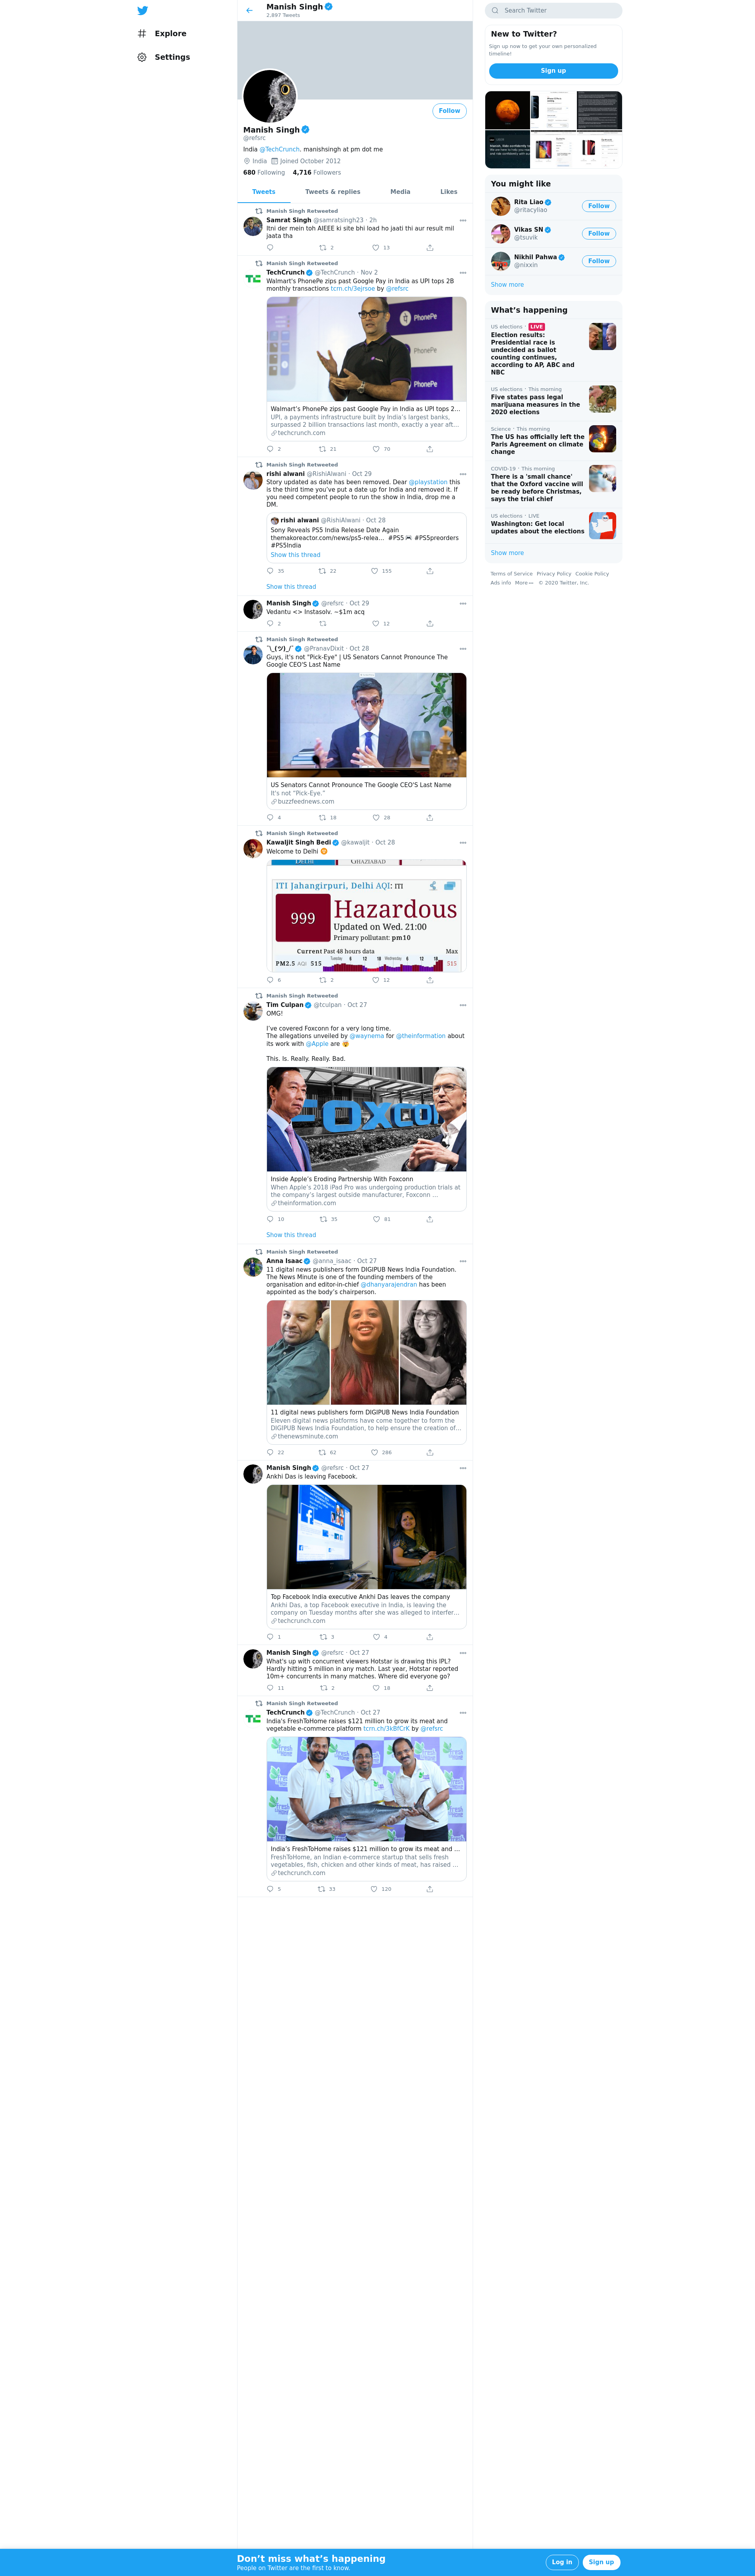 Explore
Settings
Manish Singh
2,897 Tweets
Follow
Manish Singh
@refsrc
India @TechCrunch, manishsingh at pm dot me
India Joined October 2012
680 Following 4,716 Followers
Tweets Tweets & replies Media Likes
Manish Singh Retweeted
Samrat Singh @samratsingh23 · 2h
Itni der mein toh AIEEE ki site bhi load ho jaati thi aur result mil
jaata tha
2 13
Manish Singh Retweeted
TechCrunch @TechCrunch · Nov 2
Walmart's PhonePe zips past Google Pay in India as UPI tops 2B
monthly transactions tcrn.ch/3ejrsoe by @refsrc
PhonePe
PhonePe
Walmart's PhonePe zips past Google Pay in India as UPI tops 2...
UPI, a payments infrastructure built by India's largest banks,
surpassed 2 billion transactions last month, exactly a year aft...
techcrunch.com
2 21 70
Manish Singh Retweeted
rishi alwani @RishiAlwani · Oct 29
Story updated as date has been removed. Dear @playstation this
is the third time you've put a date up for India and removed it. If
you need competent people to run the show in India, drop me a
DM.
rishi alwani @RishiAlwani · Oct 28
Sony Reveals PS5 India Release Date Again
themakoreactor.com/news/ps5-relea... #PS5 🎮 #PS5preorders
#PS5India
Show this thread
35 22 155
Show this thread
Manish Singh @refsrc · Oct 29
Vedantu <> Instasolv. ~$1m acq
2 12
Manish Singh Retweeted
¯\_(ツ)_/¯ @PranavDixit · Oct 28
Guys, it's not "Pick-Eye" | US Senators Cannot Pronounce The
Google CEO'S Last Name
US Senators Cannot Pronounce The Google CEO'S Last Name
It's not "Pick-Eye."
buzzfeednews.com
4 18 28
Manish Singh Retweeted
Kawaljit Singh Bedi @kawaljit · Oct 28
Welcome to Delhi
DELHI GHAZIABAD
ITI Jahangirpuri, Delhi AQI: ITI
999
Hazardous
Updated on Wed. 21:00
Primary pollutant: pm10
Current Past 48 hours data Max
PM2.5 AQI 515 515
6 2 12
Manish Singh Retweeted
Tim Culpan @tculpan · Oct 27
OMG!
I've covered Foxconn for a very long time.
The allegations unveiled by @waynema for @theinformation about
its work with @Apple are 😲
This. Is. Really. Really. Bad.
Foxconn
Inside Apple's Eroding Partnership With Foxconn
When Apple's 2018 iPad Pro was undergoing production trials at
the company's largest outside manufacturer, Foxconn ...
theinformation.com
10 35 81
Show this thread
Manish Singh Retweeted
Anna Isaac @anna_isaac · Oct 27
11 digital news publishers form DIGIPUB News India Foundation.
The News Minute is one of the founding members of the
organisation and editor-in-chief @dhanyarajendran has been
appointed as the body's chairperson.
11 digital news publishers form DIGIPUB News India Foundation
Eleven digital news platforms have come together to form the
DIGIPUB News India Foundation, to help ensure the creation of...
thenewsminute.com
22 62 286
Manish Singh @refsrc · Oct 27
Ankhi Das is leaving Facebook.
Top Facebook India executive Ankhi Das leaves the company
Ankhi Das, a top Facebook executive in India, is leaving the
company on Tuesday months after she was alleged to interfer...
techcrunch.com
1 3 4
Manish Singh @refsrc · Oct 27
What's up with concurrent viewers Hotstar is drawing this IPL?
Hardly hitting 5 million in any match. Last year, Hotstar reported
10m+ concurrents in many matches. Where did everyone go?
11 2 18
Manish Singh Retweeted
TechCrunch @TechCrunch · Oct 27
India's FreshToHome raises $121 million to grow its meat and
vegetable e-commerce platform tcrn.ch/3kBfCrK by @refsrc
India's FreshToHome raises $121 million to grow its meat and ...
FreshToHome, an Indian e-commerce startup that sells fresh
vegetables, fish, chicken and other kinds of meat, has raised ...
techcrunch.com
5 33 120
Search Twitter
New to Twitter?
Sign up now to get your own personalized
timeline!
Sign up
You might like
Rita Liao
@ritacyliao
Follow
Vikas SN
@tsuvik
Follow
Nikhil Pahwa
@nixxin
Follow
Show more
What's happening
US elections · LIVE
Election results:
Presidential race is
undecided as ballot
counting continues,
according to AP, ABC and
NBC
US elections · This morning
Five states pass legal
marijuana measures in the
2020 elections
Science · This morning
The US has officially left the
Paris Agreement on climate
change
COVID-19 · This morning
There is a 'small chance'
that the Oxford vaccine will
be ready before Christmas,
says the trial chief
US elections · LIVE
Washington: Get local
updates about the elections
Show more
Terms of Service Privacy Policy Cookie Policy
Ads info More © 2020 Twitter, Inc.
Don't miss what's happening
People on Twitter are the first to know.
Log in Sign up